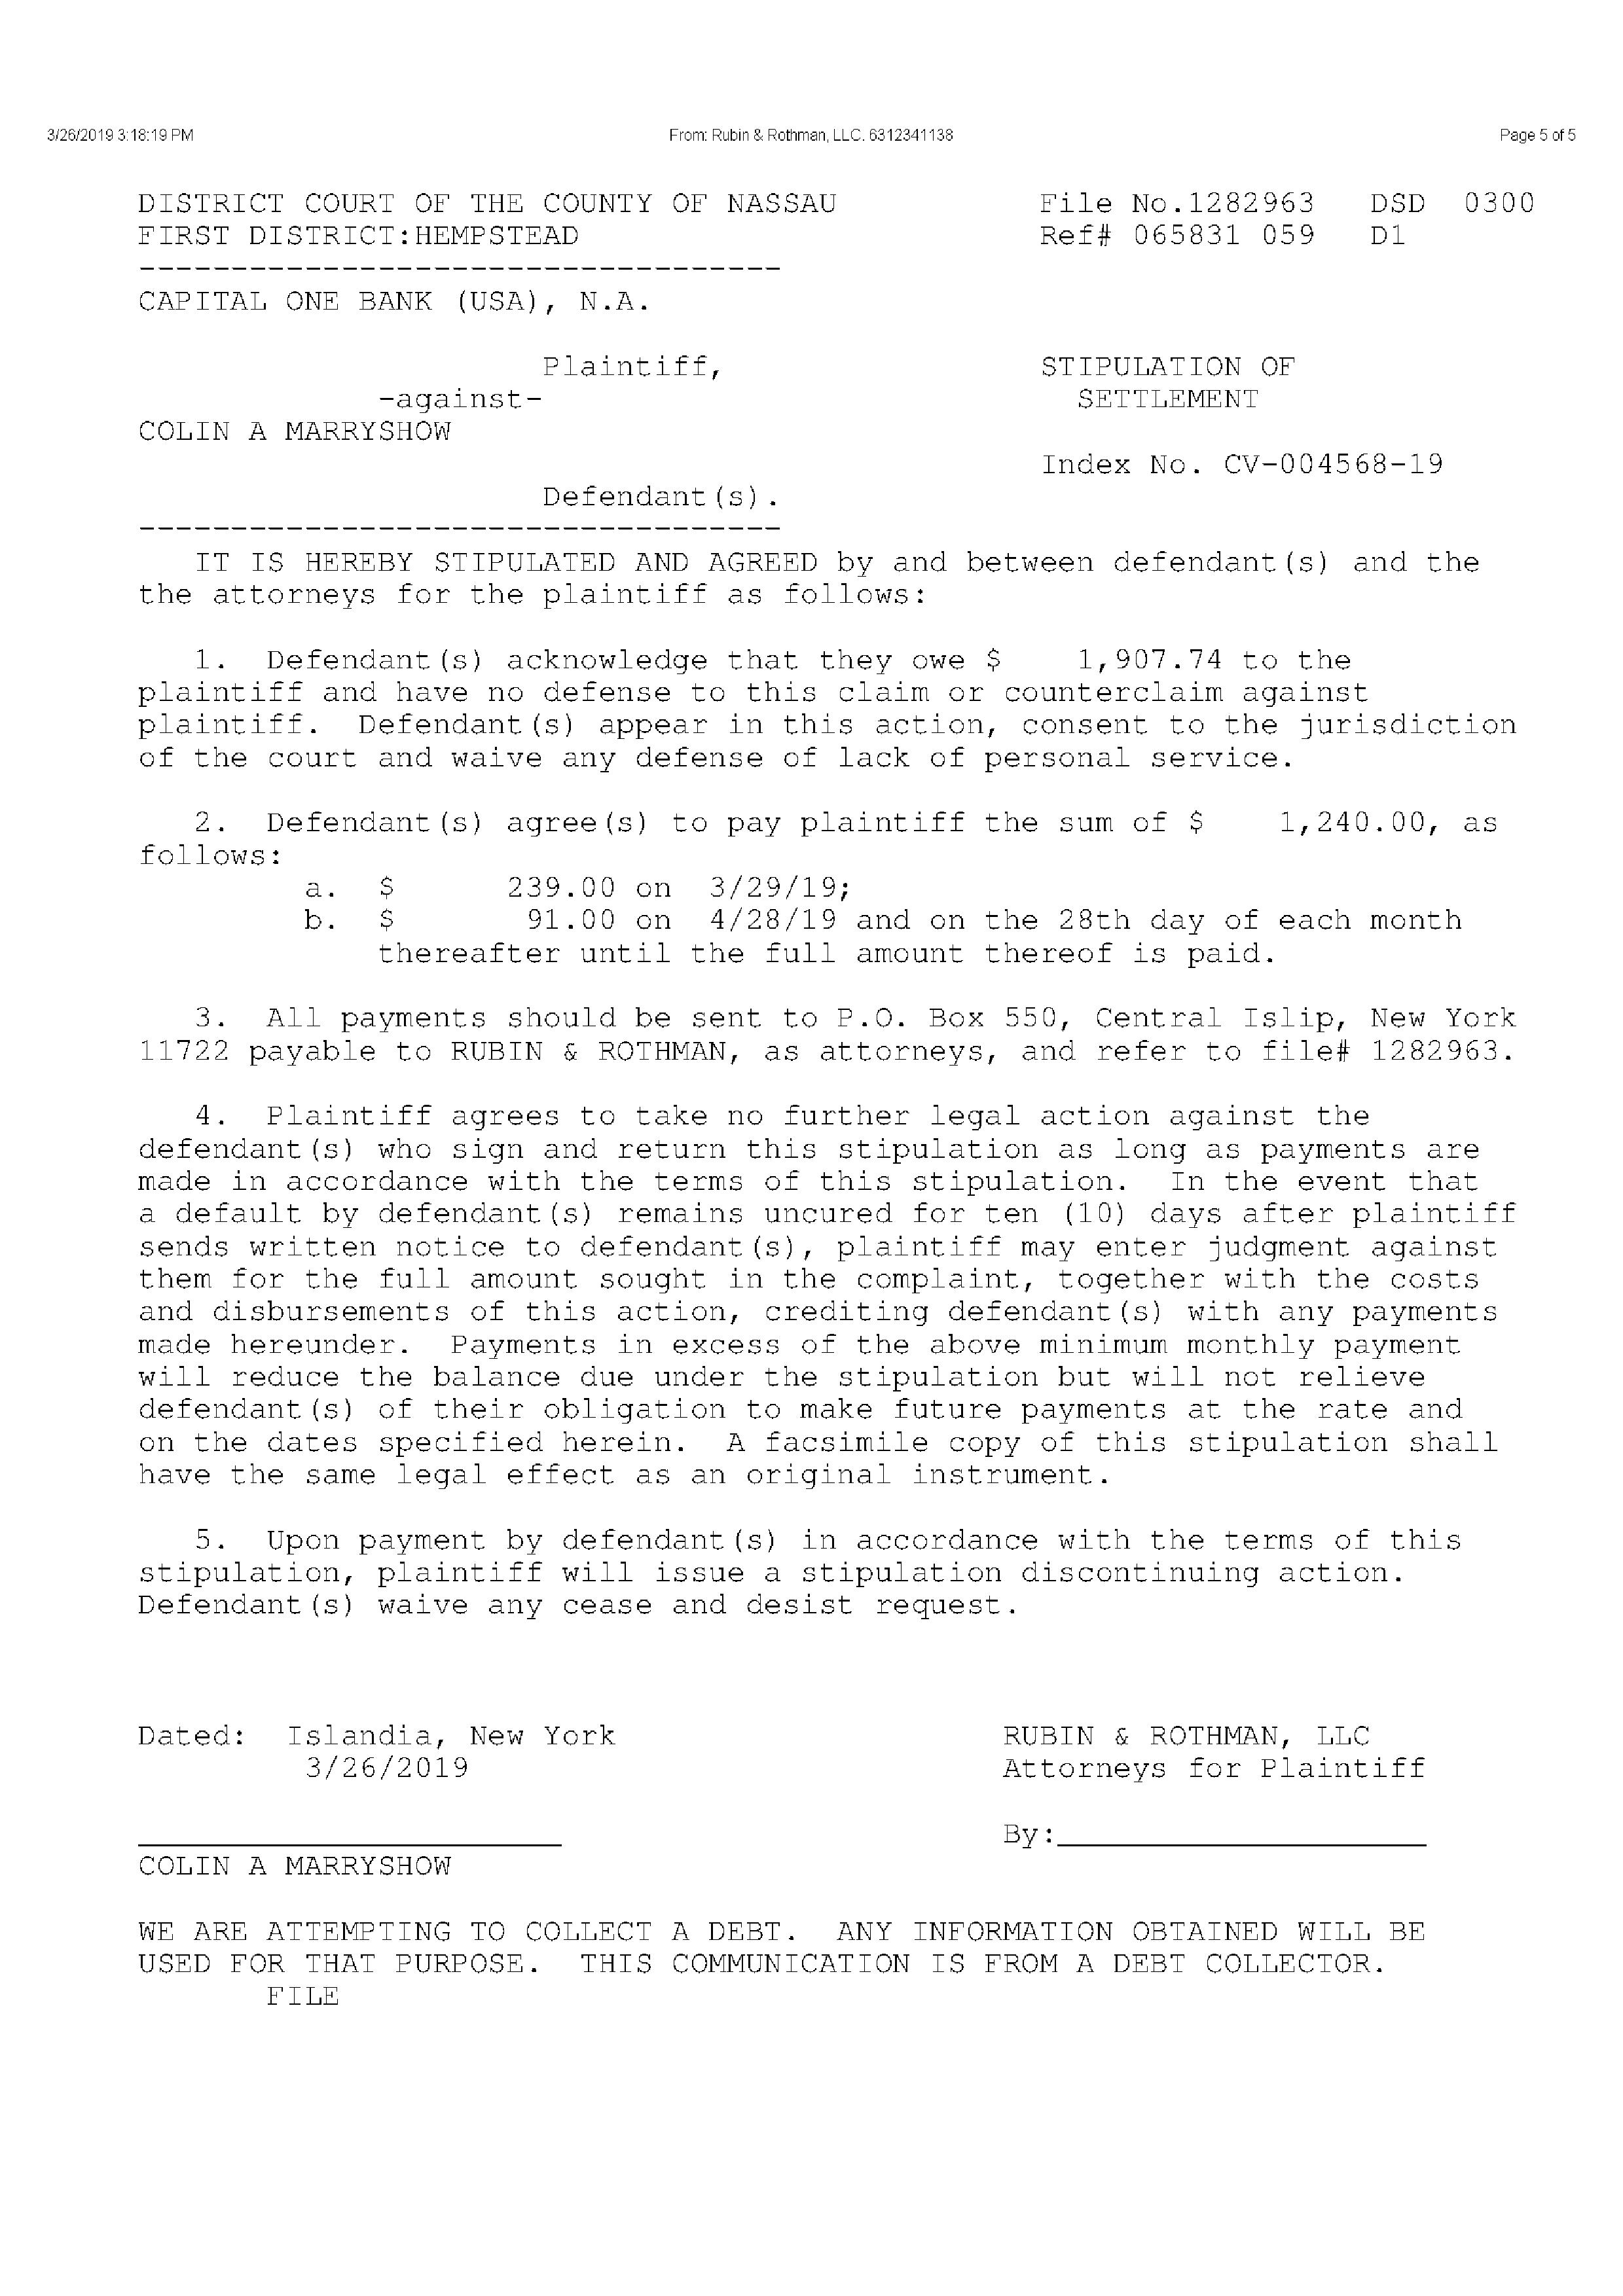 3/26/2019 3:18:19 PM From: Rubin & Rothman, LLC. 6312341138 Page 5 of 5
DISTRICT COURT OF THE COUNTY OF NASSAU File No.1282963 DSD 0300
FIRST DISTRICT:HEMPSTEAD Ref# 065831 059 D1
-----------------------------------
CAPITAL ONE BANK (USA), N.A.
Plaintiff, STIPULATION OF
-against- SETTLEMENT
COLIN A MARRYSHOW
Index No. CV-004568-19
Defendant(s).
-----------------------------------
IT IS HEREBY STIPULATED AND AGREED by and between defendant(s) and the
the attorneys for the plaintiff as follows:
1. Defendant(s) acknowledge that they owe $ 1,907.74 to the
plaintiff and have no defense to this claim or counterclaim against
plaintiff. Defendant(s) appear in this action, consent to the jurisdiction
of the court and waive any defense of lack of personal service.
2. Defendant(s) agree(s) to pay plaintiff the sum of $ 1,240.00, as
follows:
a. $ 239.00 on 3/29/19;
b. $ 91.00 on 4/28/19 and on the 28th day of each month
thereafter until the full amount thereof is paid.
3. All payments should be sent to P.O. Box 550, Central Islip, New York
11722 payable to RUBIN & ROTHMAN, as attorneys, and refer to file# 1282963.
4. Plaintiff agrees to take no further legal action against the
defendant(s) who sign and return this stipulation as long as payments are
made in accordance with the terms of this stipulation. In the event that
a default by defendant(s) remains uncured for ten (10) days after plaintiff
sends written notice to defendant(s), plaintiff may enter judgment against
them for the full amount sought in the complaint, together with the costs
and disbursements of this action, crediting defendant(s) with any payments
made hereunder. Payments in excess of the above minimum monthly payment
will reduce the balance due under the stipulation but will not relieve
defendant(s) of their obligation to make future payments at the rate and
on the dates specified herein. A facsimile copy of this stipulation shall
have the same legal effect as an original instrument.
5. Upon payment by defendant(s) in accordance with the terms of this
stipulation, plaintiff will issue a stipulation discontinuing action.
Defendant(s) waive any cease and desist request.
Dated: Islandia, New York RUBIN & ROTHMAN, LLC
3/26/2019 Attorneys for Plaintiff
By:
COLIN A MARRYSHOW
WE ARE ATTEMPTING TO COLLECT A DEBT. ANY INFORMATION OBTAINED WILL BE
USED FOR THAT PURPOSE. THIS COMMUNICATION IS FROM A DEBT COLLECTOR.
FILE